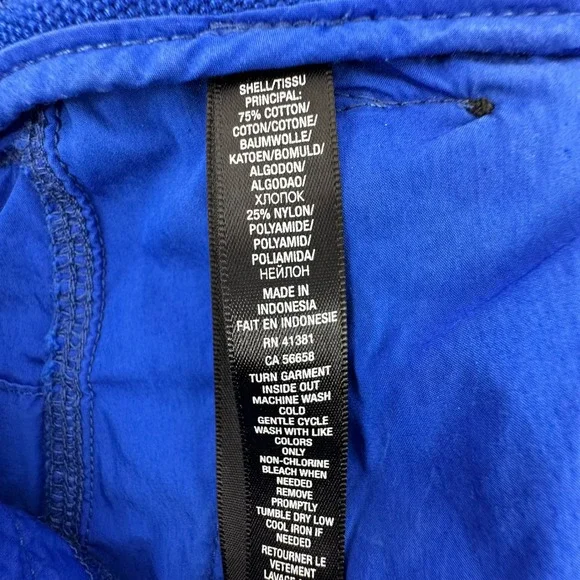 SHELL/TISSU
PRINCIPAL:
75% COTTON/
COTON/COTONE/
BAUMWOLLE/
KATOEN/BOMULD/
ALGODON/
ALGODAO/
ХЛОПОК
25% NYLON/
POLYAMIDE/
POLYAMID/
POLIAMIDA/
НЕЙЛОН
MADE IN
INDONESIA
FAIT EN INDONESIE
RN 41381
CA 56658
TURN GARMENT
INSIDE OUT
MACHINE WASH
COLD
GENTLE CYCLE
WASH WITH LIKE
COLORS
ONLY
NON-CHLORINE
BLEACH WHEN
NEEDED
REMOVE
PROMPTLY
TUMBLE DRY LOW
COOL IRON IF
NEEDED
RETOURNER LE
VETEMENT
LAVAGE